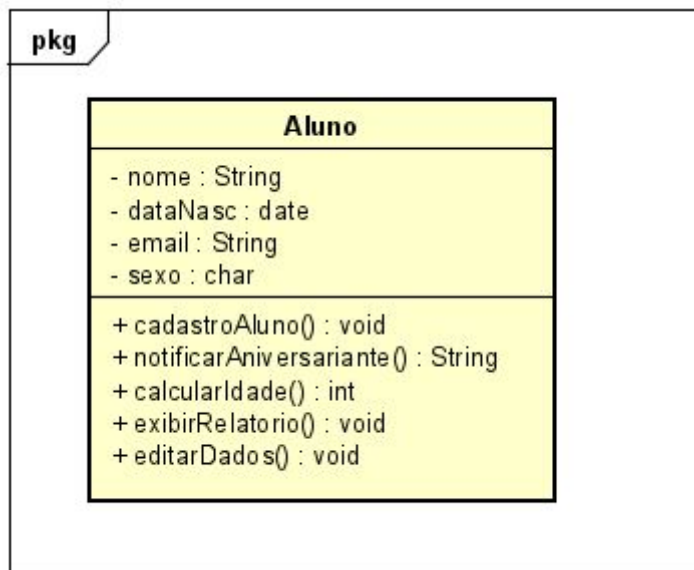 pkg
Aluno
- nome : String
- dataNasc : date
- email : String
- sexo : char
+ cadastroAluno() : void
+ notificarAniversariante() : String
+ calcularIdade() : int
+ exibirRelatorio() : void
+ editarDados() : void